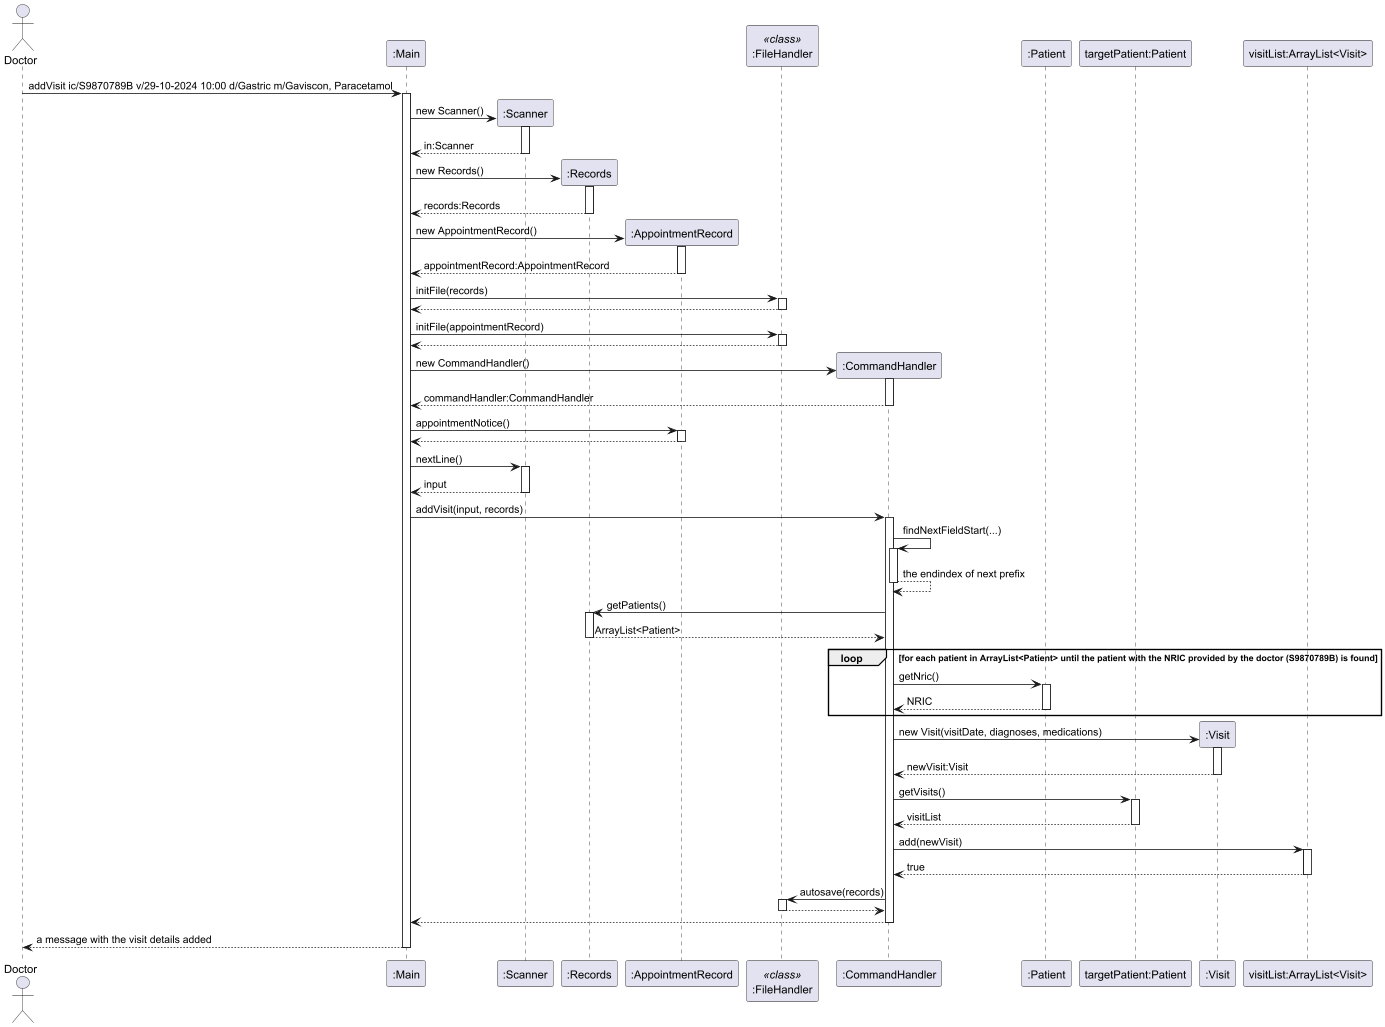 Doctor
:Main
«class»
:FileHandler
:Patient
targetPatient:Patient
visitList:ArrayList<Visit>
addVisit ic/S9870789B v/29-10-2024 10:00 d/Gastric m/Gaviscon, Paracetamol
new Scanner()
:Scanner
in:Scanner
new Records()
:Records
records:Records
new AppointmentRecord()
:AppointmentRecord
appointmentRecord:AppointmentRecord
initFile(records)
initFile(appointmentRecord)
new CommandHandler()
:CommandHandler
commandHandler:CommandHandler
appointmentNotice()
nextLine()
input
addVisit(input, records)
findNextFieldStart(...)
the endindex of next prefix
getPatients()
ArrayList<Patient>
loop
[for each patient in ArrayList<Patient> until the patient with the NRIC provided by the doctor (S9870789B) is found]
getNric()
NRIC
new Visit(visitDate, diagnoses, medications)
:Visit
newVisit:Visit
getVisits()
visitList
add(newVisit)
true
autosave(records)
a message with the visit details added
Doctor
:Main
:Scanner
:Records
:AppointmentRecord
«class»
:FileHandler
:CommandHandler
:Patient
targetPatient:Patient
:Visit
visitList:ArrayList<Visit>